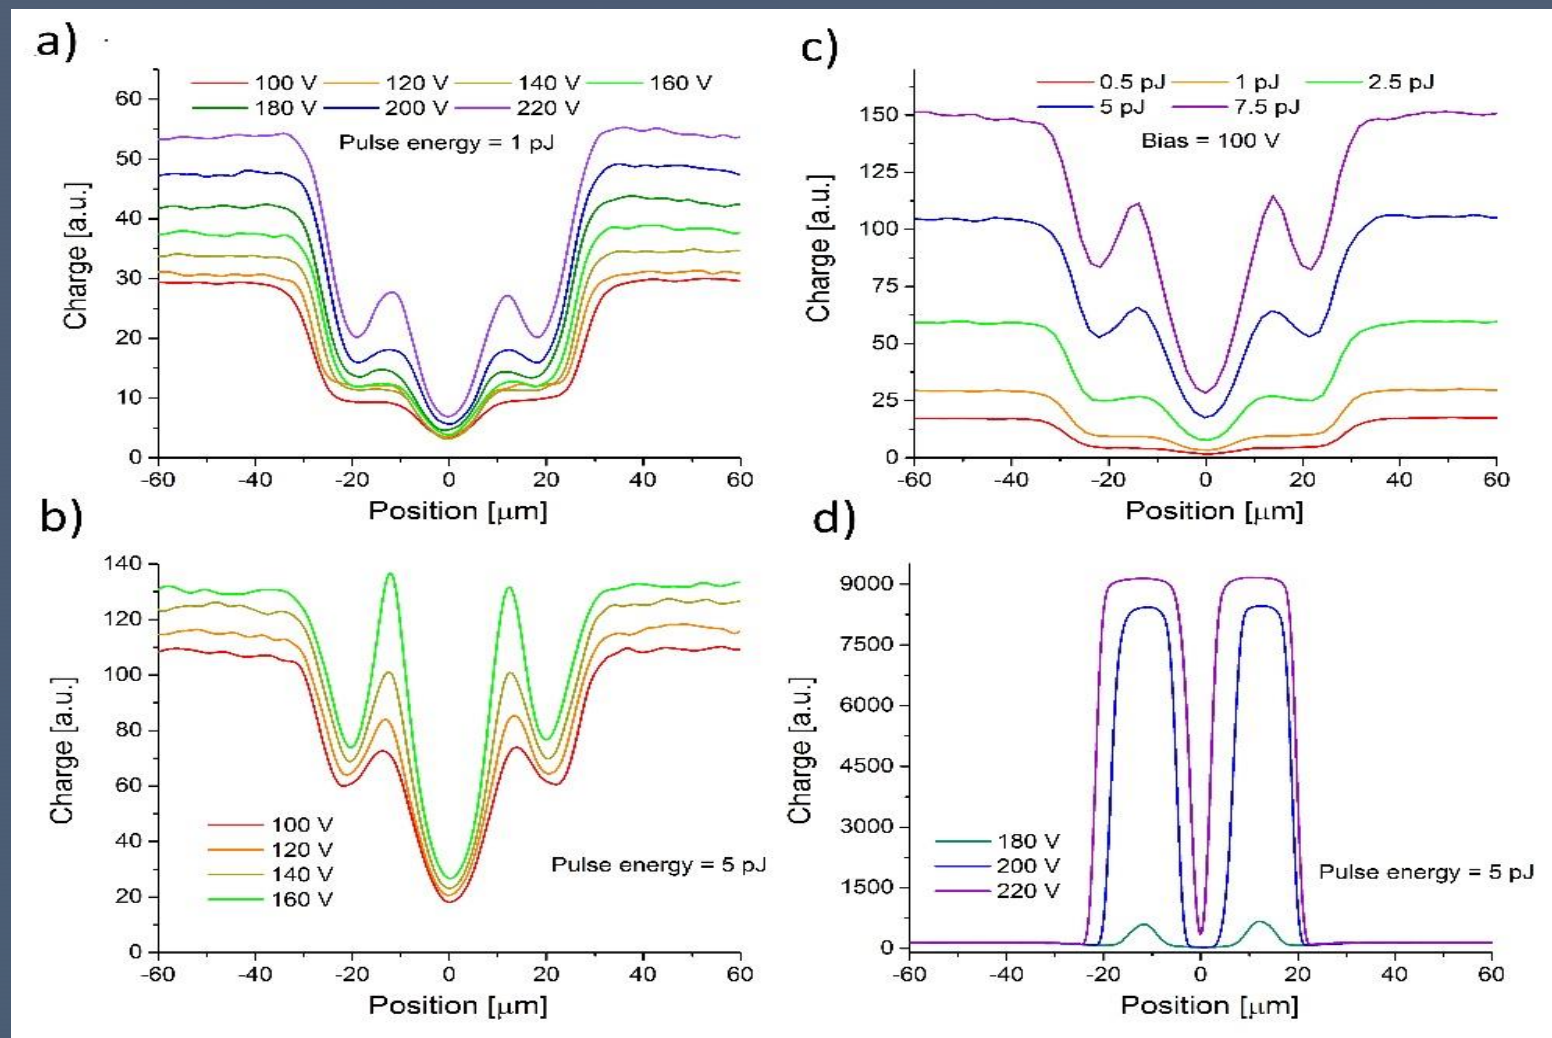 a)
100 V 120 V 140 V 160 V
180 V 200 V 220 V
Pulse energy = 1 pJ
Charge [a.u.]
60
50
40
30
20
10
0
-60 -40 -20 0 20 40 60
Position [μm]
c)
0.5 pJ 1 pJ 2.5 pJ
5 pJ 7.5 pJ
Bias = 100 V
Charge [a.u.]
150
125
100
75
50
25
0
-60 -40 -20 0 20 40 60
Position [μm]
b)
Charge [a.u.]
140
120
100
80
60
40
20
0
100 V
120 V
140 V
160 V
Pulse energy = 5 pJ
-60 -40 -20 0 20 40 60
Position [μm]
d)
Charge [a.u.]
9000
7500
6000
4500
3000
1500
0
180 V
200 V
220 V
Pulse energy = 5 pJ
-60 -40 -20 0 20 40 60
Position [μm]